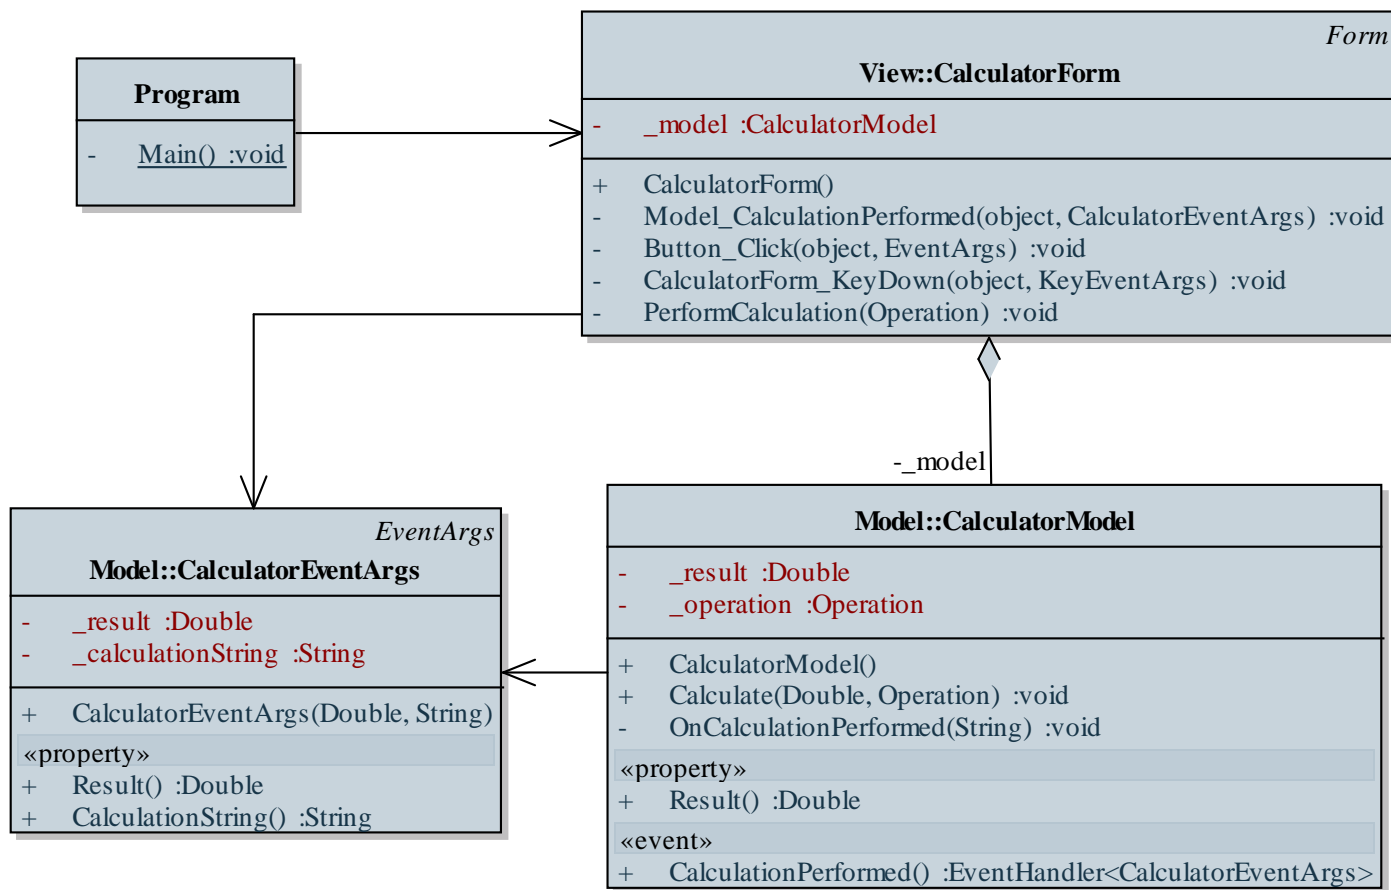 Program
- Main() :void
Form
View::CalculatorForm
- _model :CalculatorModel
+ CalculatorForm()
- Model_CalculationPerformed(object, CalculatorEventArgs) :void
- Button_Click(object, EventArgs) :void
- CalculatorForm_KeyDown(object, KeyEventArgs) :void
- PerformCalculation(Operation) :void
-_model
EventArgs
Model::CalculatorEventArgs
- _result :Double
- _calculationString :String
+ CalculatorEventArgs(Double, String)
«property»
+ Result() :Double
+ CalculationString() :String
Model::CalculatorModel
- _result :Double
- _operation :Operation
+ CalculatorModel()
+ Calculate(Double, Operation) :void
- OnCalculationPerformed(String) :void
«property»
+ Result() :Double
«event»
+ CalculationPerformed() :EventHandler<CalculatorEventArgs>